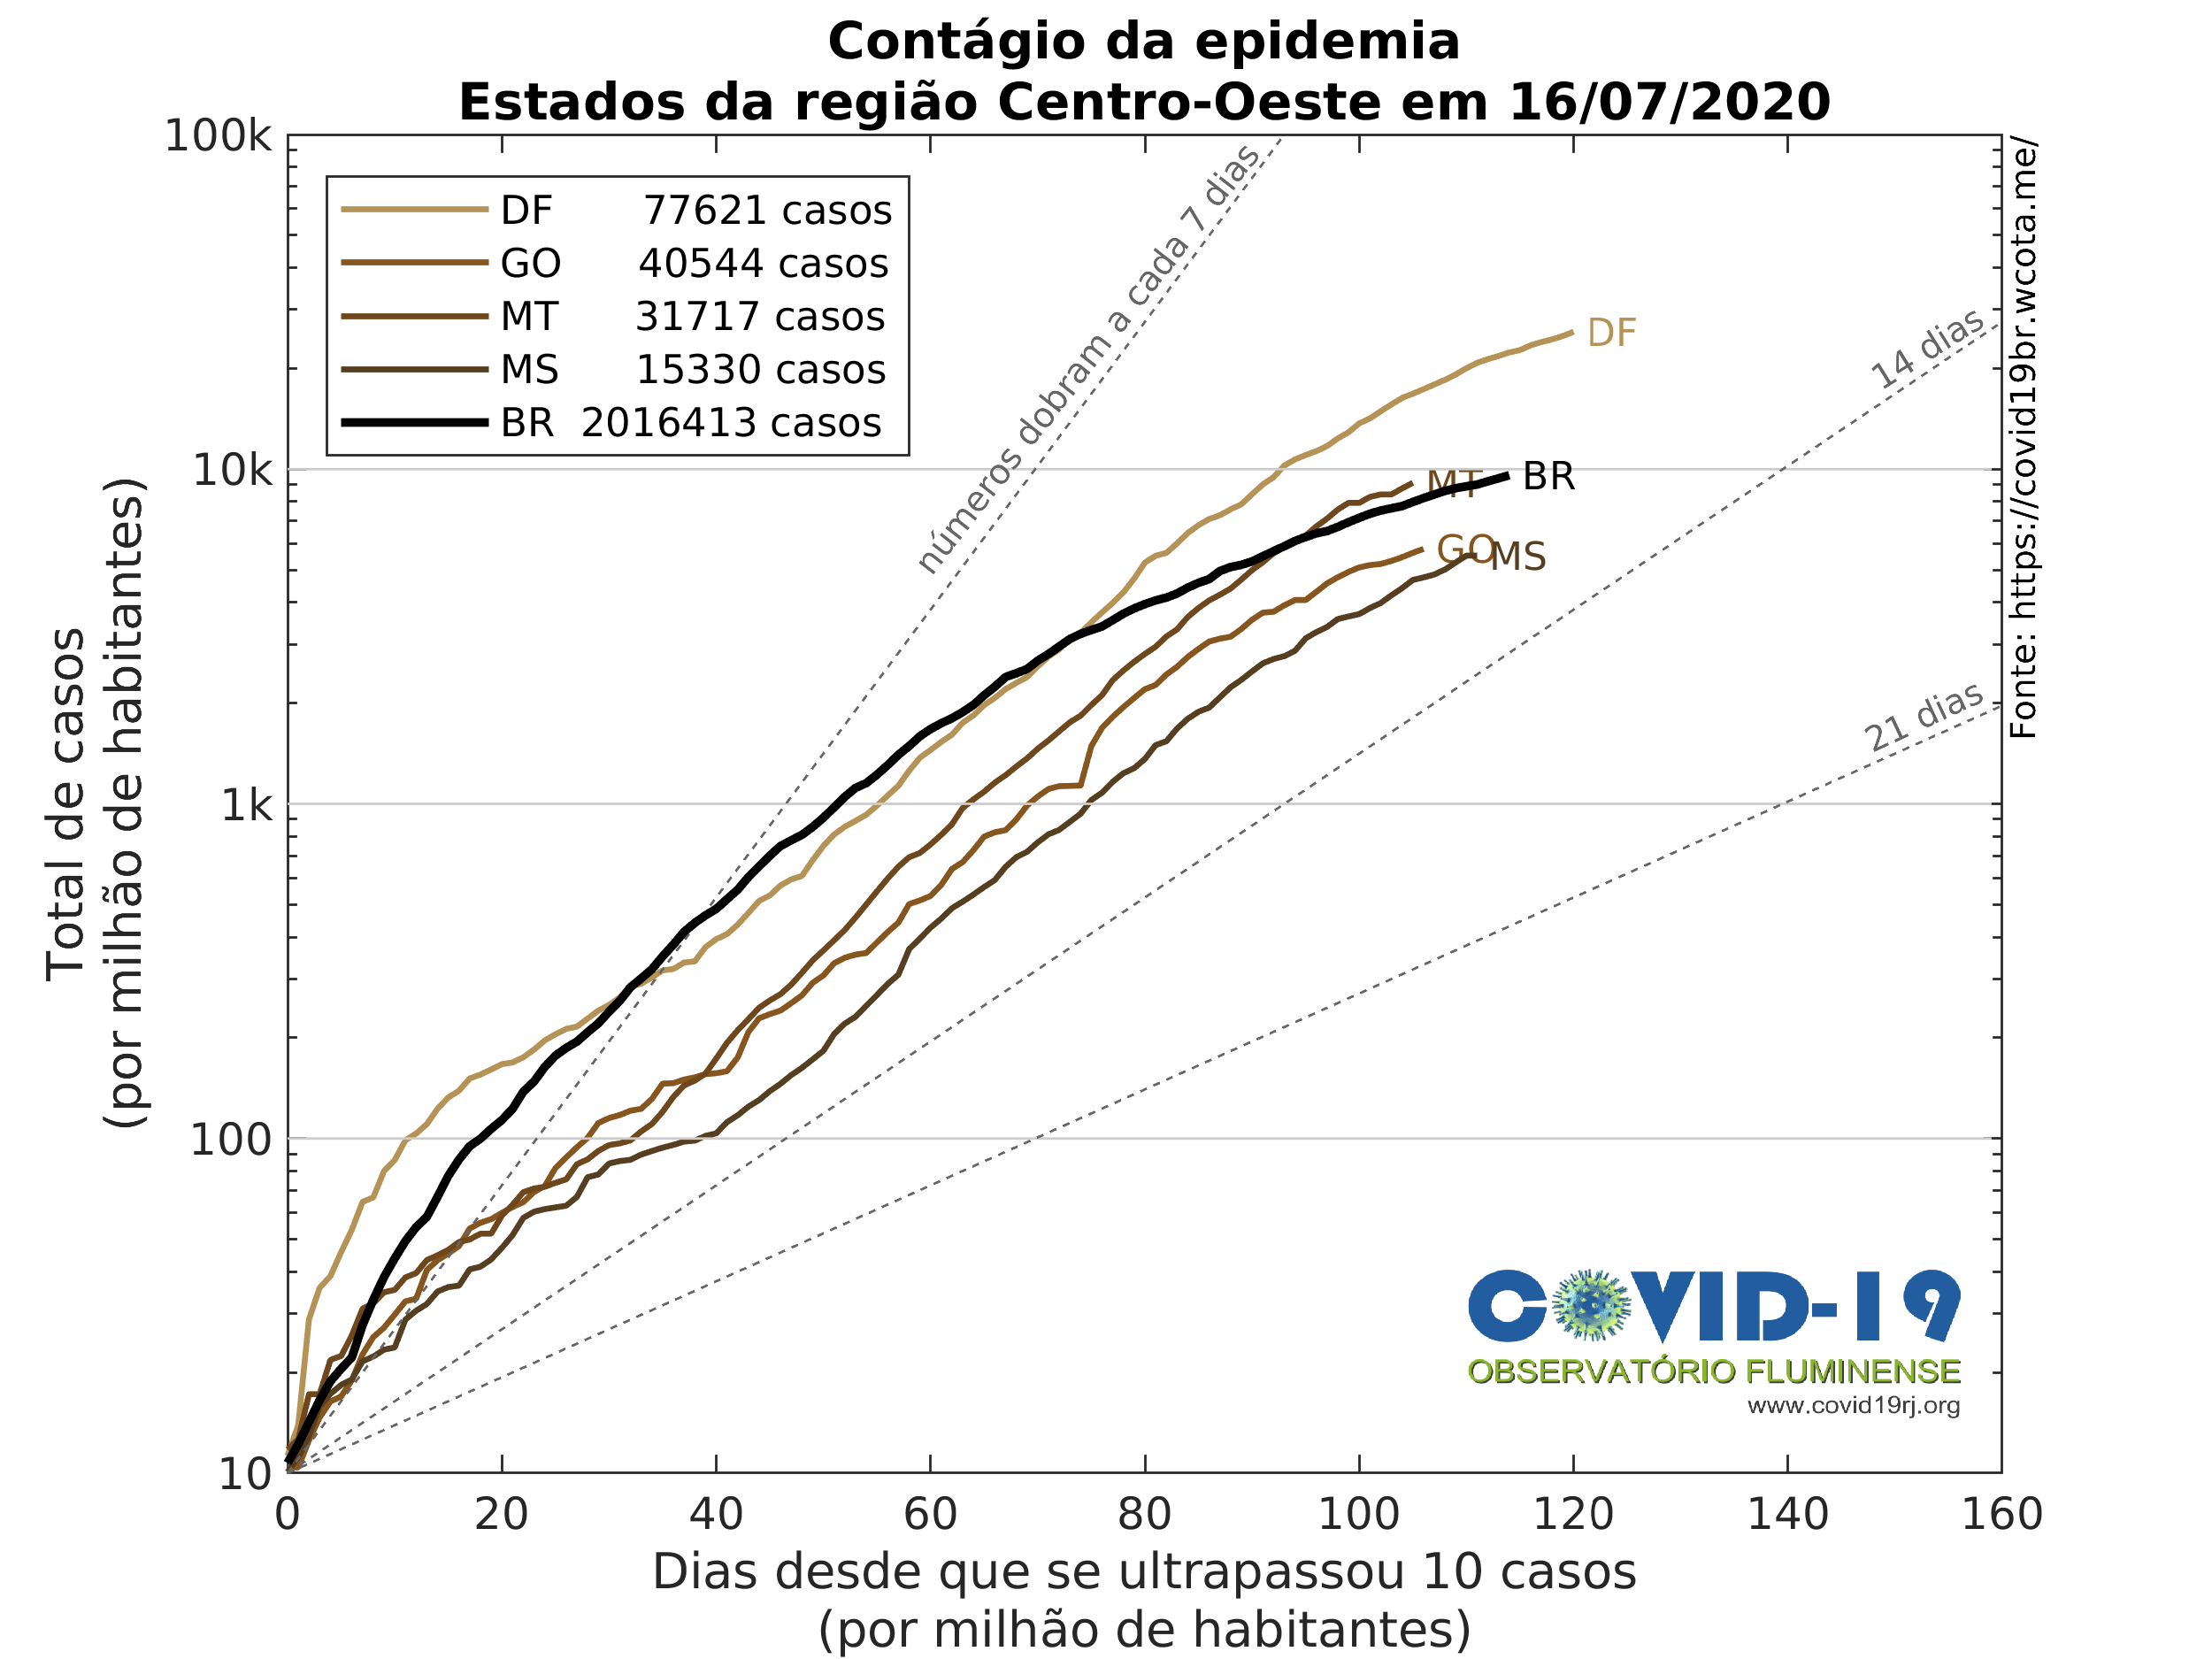 Contágio da epidemia
Estados da região Centro-Oeste em 16/07/2020
100k
10k
1k
100
10
Total de casos
(por milhão de habitantes)
DF 77621 casos
GO 40544 casos
MT 31717 casos
MS 15330 casos
BR 2016413 casos
números dobram a cada 7 dias
14 dias
21 dias
DF
MT
BR
GO
MS
Fonte: https://covid19br.wcota.me/
COVID-19
OBSERVATÓRIO FLUMINENSE
www.covid19rj.org
0 20 40 60 80 100 120 140 160
Dias desde que se ultrapassou 10 casos
(por milhão de habitantes)